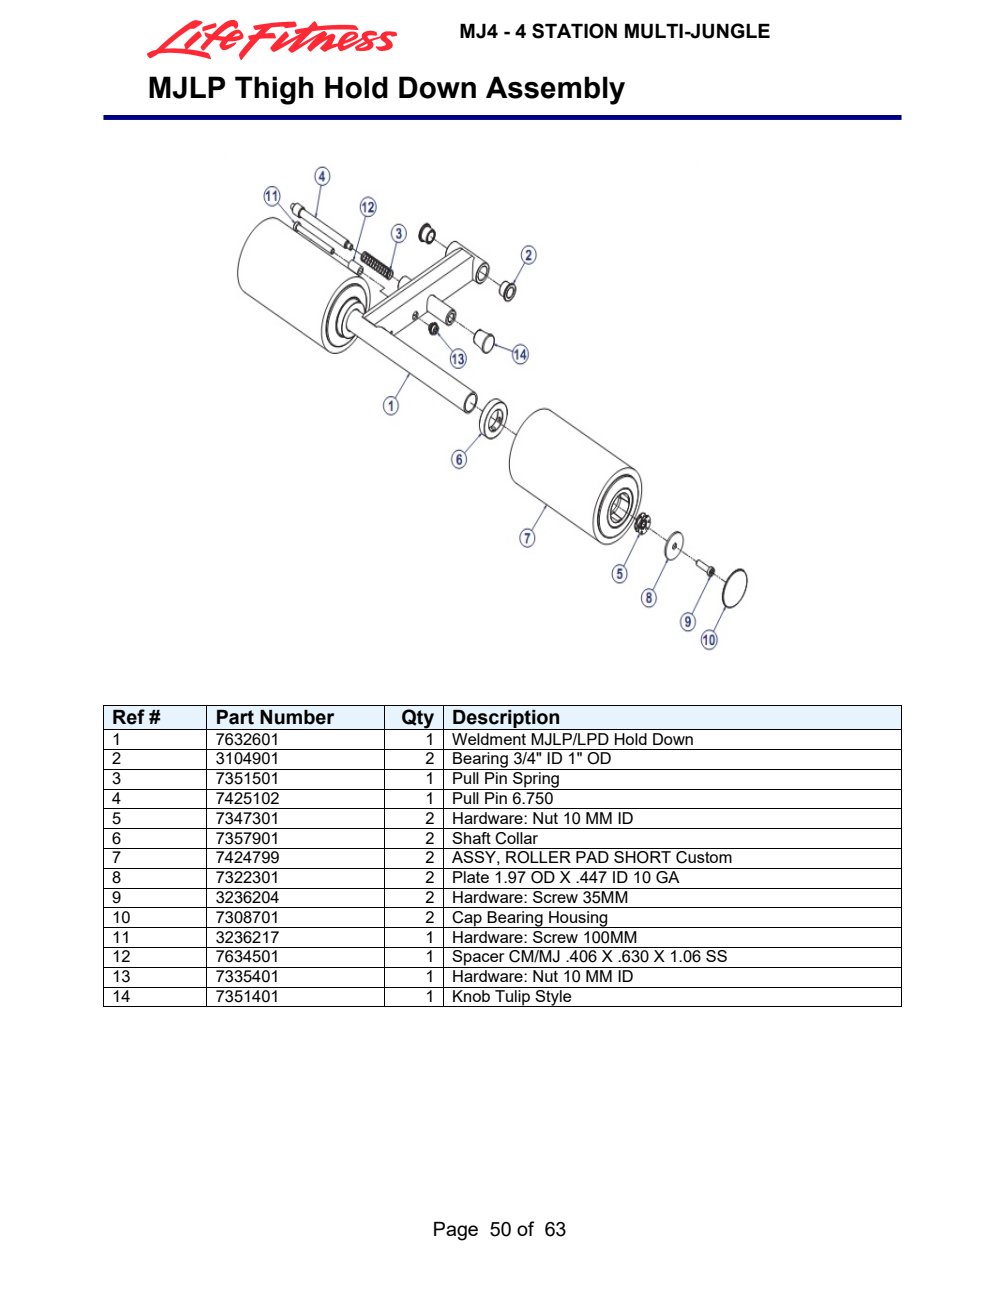 Life Fitness
MJ4 - 4 STATION MULTI-JUNGLE
MJLP Thigh Hold Down Assembly
4
11
12
3
2
13
14
1
6
7
5
8
9
10
Ref # Part Number Qty Description
1 7632601 1 Weldment MJLP/LPD Hold Down
2 3104901 2 Bearing 3/4" ID 1" OD
3 7351501 1 Pull Pin Spring
4 7425102 1 Pull Pin 6.750
5 7347301 2 Hardware: Nut 10 MM ID
6 7357901 2 Shaft Collar
7 7424799 2 ASSY, ROLLER PAD SHORT Custom
8 7322301 2 Plate 1.97 OD X .447 ID 10 GA
9 3236204 2 Hardware: Screw 35MM
10 7308701 2 Cap Bearing Housing
11 3236217 1 Hardware: Screw 100MM
12 7634501 1 Spacer CM/MJ .406 X .630 X 1.06 SS
13 7335401 1 Hardware: Nut 10 MM ID
14 7351401 1 Knob Tulip Style
Page 50 of 63